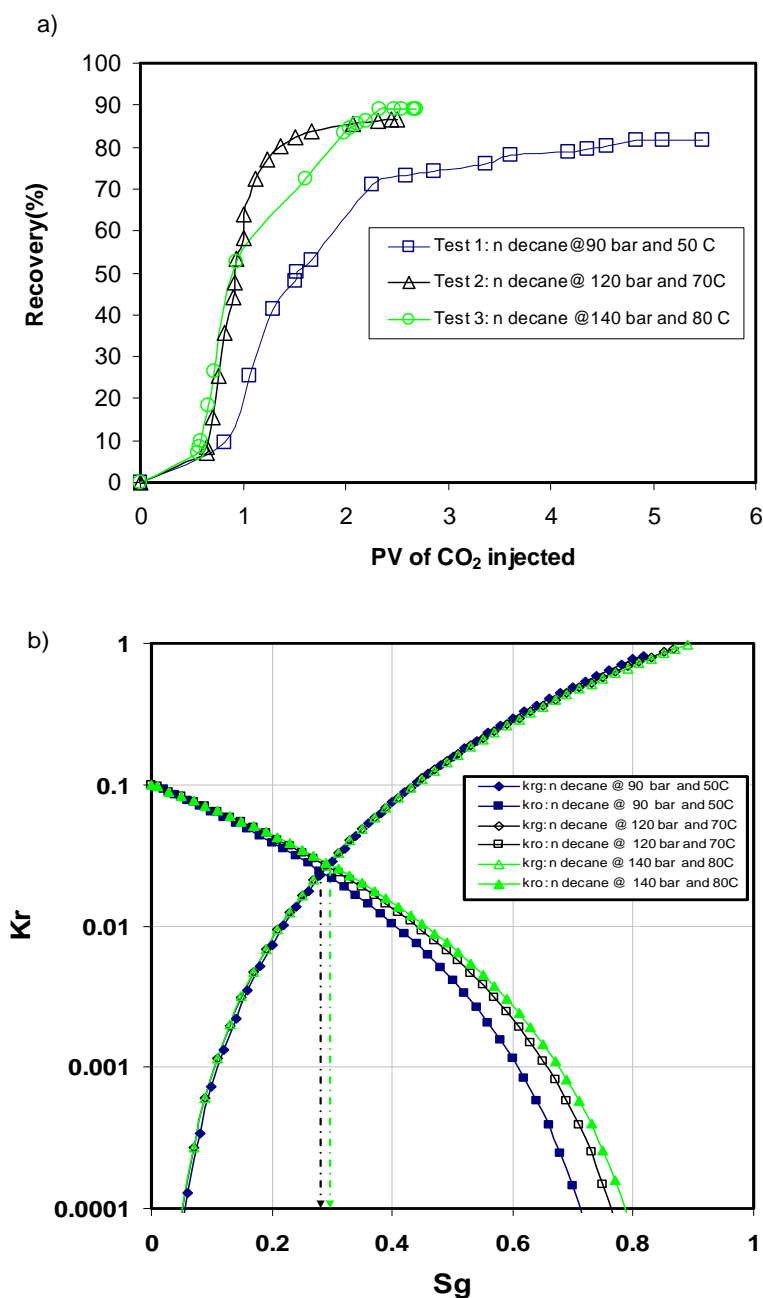 a)
100
90
80
70
60
50
40
30
20
10
0
Recovery(%)
Test 1: n decane@90 bar and 50 C
Test 2: n decane@ 120 bar and 70C
Test 3: n decane @140 bar and 80 C
0 1 2 3 4 5 6
PV of CO₂ injected
b)
1
0.1
0.01
0.001
0.0001
Kr
krg: n decane @ 90 bar and 50C
kro: n decane @ 90 bar and 50C
krg: n decane @ 120 bar and 70C
kro: n decane @ 120 bar and 70C
krg: n decane @ 140 bar and 80C
kro: n decane @ 140 bar and 80C
0 0.2 0.4 0.6 0.8 1
Sg